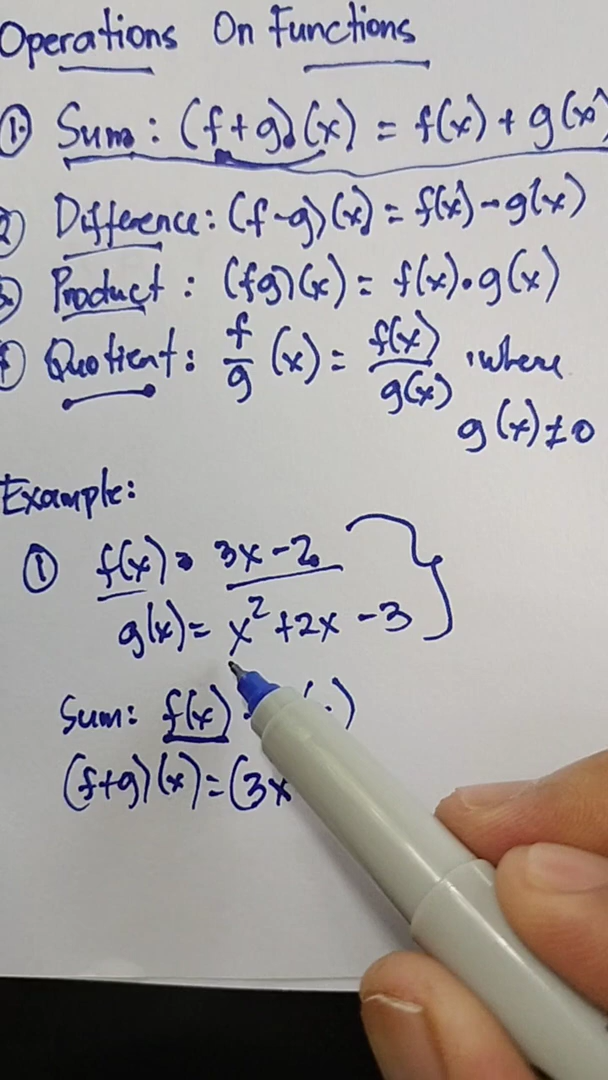 Operations On Functions
① Sum: (f+g)(x) = f(x) + g(x)
② Difference: (f-g)(x) = f(x) - g(x)
③ Product: (fg)(x) = f(x) • g(x)
④ Quotient: f/g (x) = f(x)/g(x), where
g(x) ≠ 0
Example:
① f(x) = 3x - 2
g(x) = x² + 2x - 3
Sum: f(x)
(f+g)(x) = (3x